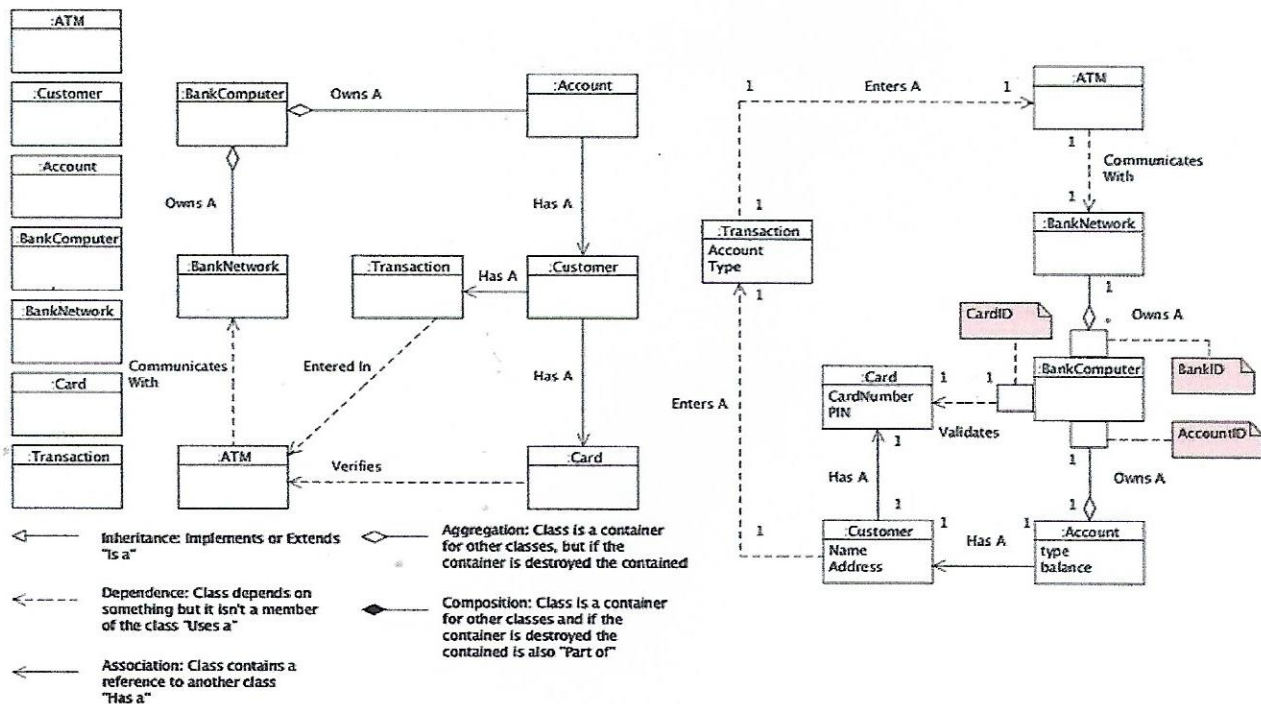 :ATM
:Customer
:Account
:BankComputer
:BankNetwork
:Card
:Transaction
:BankComputer
Owns A
:Account
Owns A
Has A
:BankNetwork
:Transaction
Has A
:Customer
Communicates
With
Entered In
Has A
:ATM
Verifies
:Card
Inheritance: Implements or Extends
"Is a"
Dependence: Class depends on
something but it isn't a member
of the class "Uses a"
Association: Class contains a
reference to another class
"Has a"
Aggregation: Class is a container
for other classes, but if the
container is destroyed the contained
Composition: Class is a container
for other classes and if the
container is destroyed the
contained is also "Part of"
:ATM
1
Enters A
1
1
Communicates
With
1
1
:Transaction
Account
Type
1
:BankNetwork
1
CardID
Owns A
:BankComputer
BankID
:Card
CardNumber
PIN
1
1
Validates
AccountID
Enters A
1
1
Has A
Owns A
1
1
1
:Customer
Name
Address
1
Has A
1
:Account
type
balance